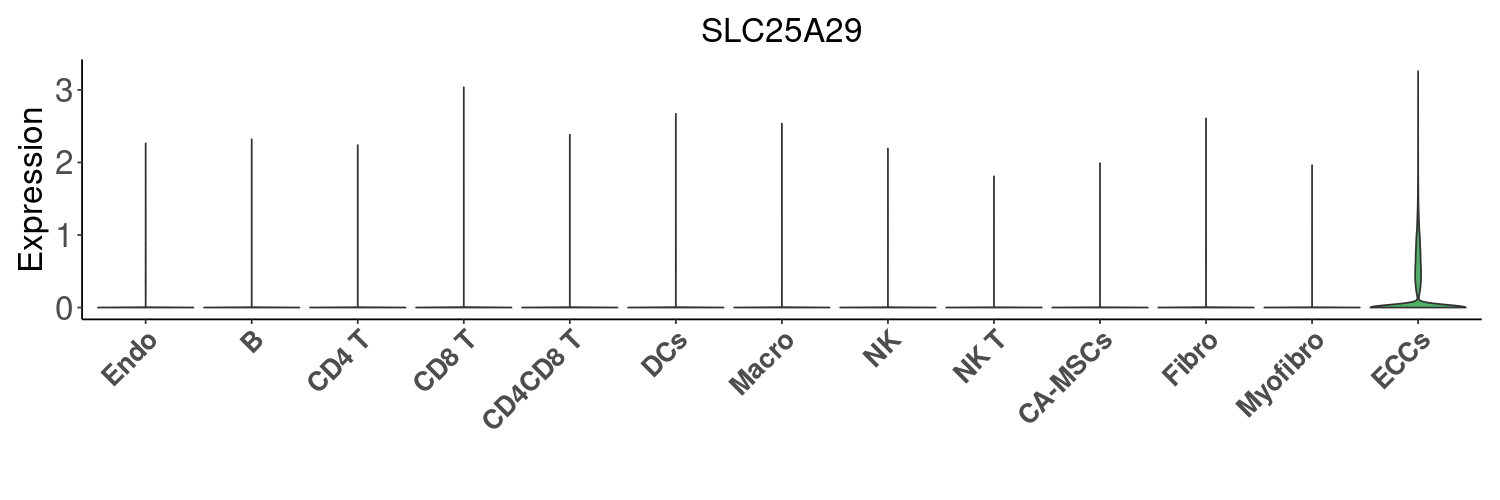 SLC25A29
Expression
3
2
1
0
Endo
B
CD4 T
CD8 T
CD4CD8 T
DCs
Macro
NK
NK T
CA-MSCs
Fibro
Myofibro
ECCs